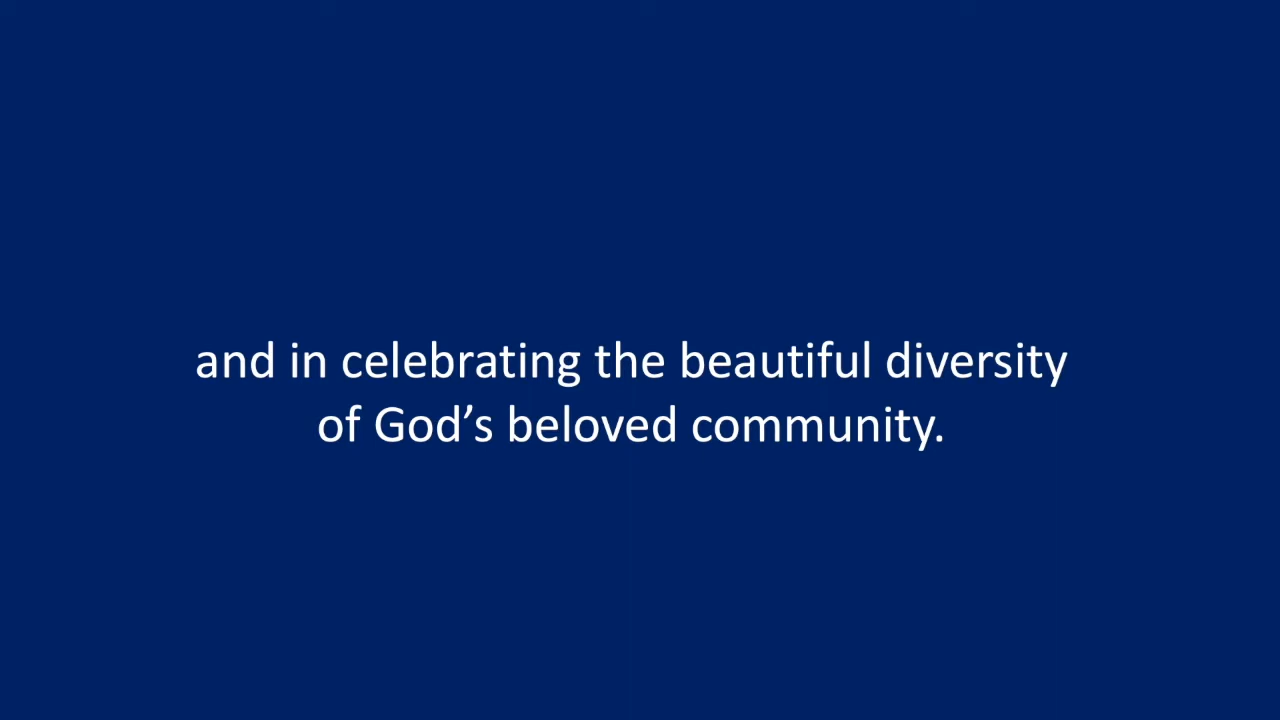 and in celebrating the beautiful diversity
of God’s beloved community.